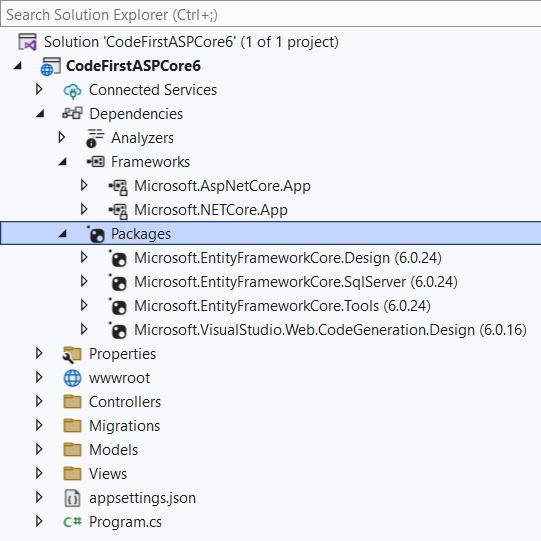 Search Solution Explorer (Ctrl+;)
Solution 'CodeFirstASPCore6' (1 of 1 project)
CodeFirstASPCore6
Connected Services
Dependencies
Analyzers
Frameworks
Microsoft.AspNetCore.App
Microsoft.NETCore.App
Packages
Microsoft.EntityFrameworkCore.Design (6.0.24)
Microsoft.EntityFrameworkCore.SqlServer (6.0.24)
Microsoft.EntityFrameworkCore.Tools (6.0.24)
Microsoft.VisualStudio.Web.CodeGeneration.Design (6.0.16)
Properties
wwwroot
Controllers
Migrations
Models
Views
appsettings.json
C# Program.cs